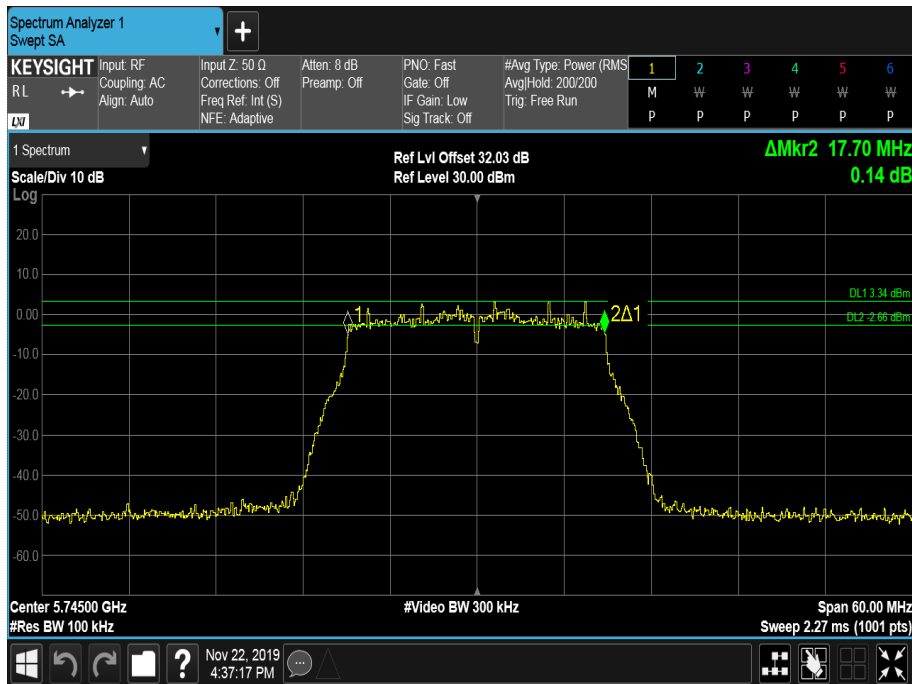 Spectrum Analyzer 1
Swept SA
KEYSIGHT
RL
LXI
Input: RF
Coupling: AC
Align: Auto
Input Z: 50 Ω
Corrections: Off
Freq Ref: Int (S)
NFE: Adaptive
Atten: 8 dB
Preamp: Off
PNO: Fast
Gate: Off
IF Gain: Low
Sig Track: Off
#Avg Type: Power (RMS
Avg|Hold: 200/200
Trig: Free Run
1 2 3 4 5 6
M W W W W W
P P P P P P
1 Spectrum
Scale/Div 10 dB
Log
Ref Lvl Offset 32.03 dB
Ref Level 30.00 dBm
ΔMkr2 17.70 MHz
0.14 dB
20.0
10.0
DL1 3.34 dBm
0.00
1
2Δ1
DL2 -2.66 dBm
-10.0
-20.0
-30.0
-40.0
-50.0
-60.0
Center 5.74500 GHz
#Res BW 100 kHz
#Video BW 300 kHz
Span 60.00 MHz
Sweep 2.27 ms (1001 pts)
?
Nov 22, 2019
4:37:17 PM